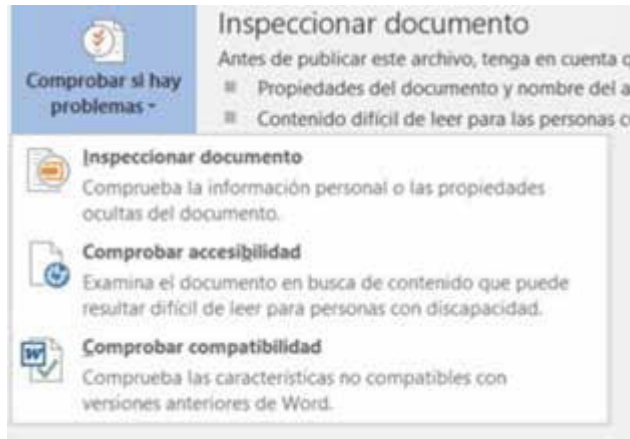 Inspeccionar documento
Antes de publicar este archivo, tenga en cuenta q
Comprobar si hay
problemas
Propiedades del documento y nombre del a
Contenido difícil de leer para las personas c
Inspeccionar documento
Comprueba la información personal o las propiedades
ocultas del documento.
Comprobar accesibilidad
Examina el documento en busca de contenido que puede
resultar difícil de leer para personas con discapacidad.
Comprobar compatibilidad
Comprueba las características no compatibles con
versiones anteriores de Word.